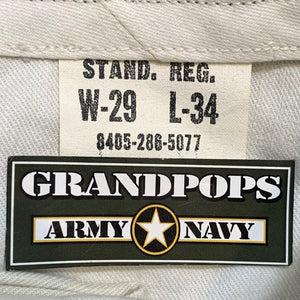 STAND. REG.
W-29 L-34
8405-286-5077
GRANDPOPS
ARMY NAVY